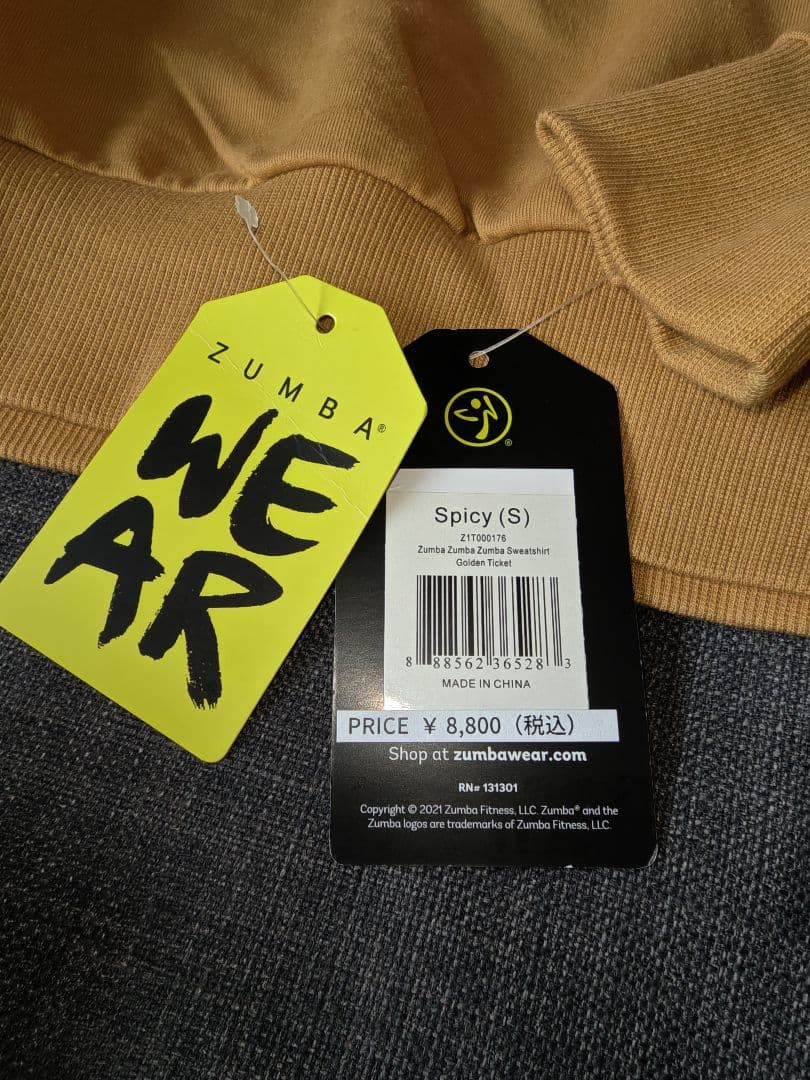 ZUMBA®
WE
AR
®
Spicy (S)
Z1T000176
Zumba Zumba Zumba Sweatshirt
Golden Ticket
8 88562 36528 3
MADE IN CHINA
PRICE ¥ 8,800（税込）
Shop at zumbawear.com
RN# 131301
Copyright © 2021 Zumba Fitness, LLC. Zumba® and the
Zumba logos are trademarks of Zumba Fitness, LLC.